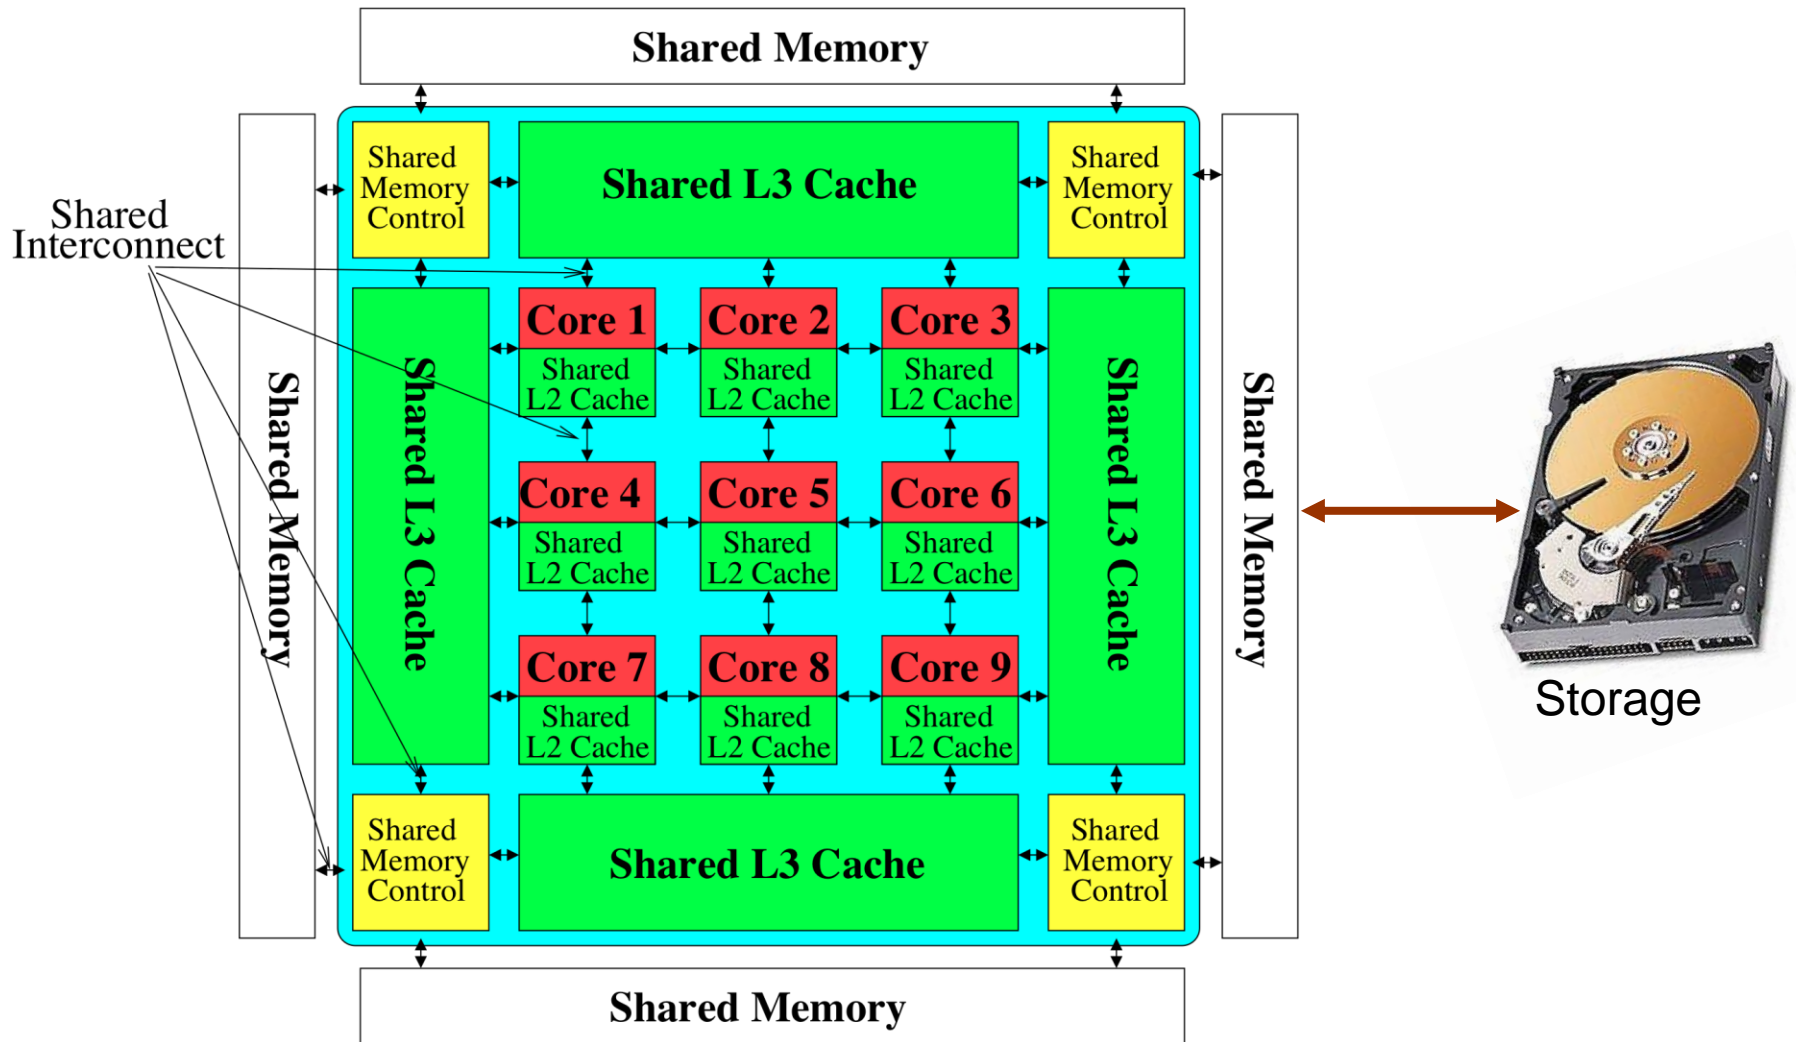 Shared Memory
Shared
Memory
Control
Shared L3 Cache
Shared
Memory
Control
Shared
Interconnect
Shared Memory
Shared L3 Cache
Core 1
Shared
L2 Cache
Core 2
Shared
L2 Cache
Core 3
Shared
L2 Cache
Core 4
Shared
L2 Cache
Core 5
Shared
L2 Cache
Core 6
Shared
L2 Cache
Core 7
Shared
L2 Cache
Core 8
Shared
L2 Cache
Core 9
Shared
L2 Cache
Shared L3 Cache
Shared Memory
Storage
Shared
Memory
Control
Shared L3 Cache
Shared
Memory
Control
Shared Memory